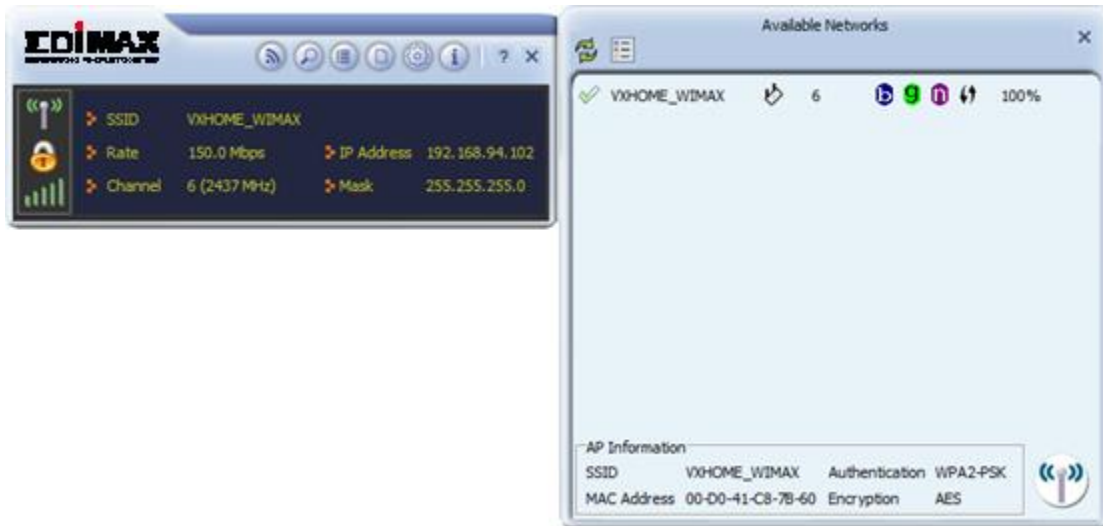 EDIMAX
? ×
SSID VXHOME_WIMAX
Rate 150.0 Mbps IP Address 192.168.94.102
Channel 6 (2437 MHz) Mask 255.255.255.0
Available Networks ×
VXHOME_WIMAX 6 b g n 100%
AP Information
SSID VXHOME_WIMAX Authentication WPA2-PSK
MAC Address 00-D0-41-C8-7B-60 Encryption AES